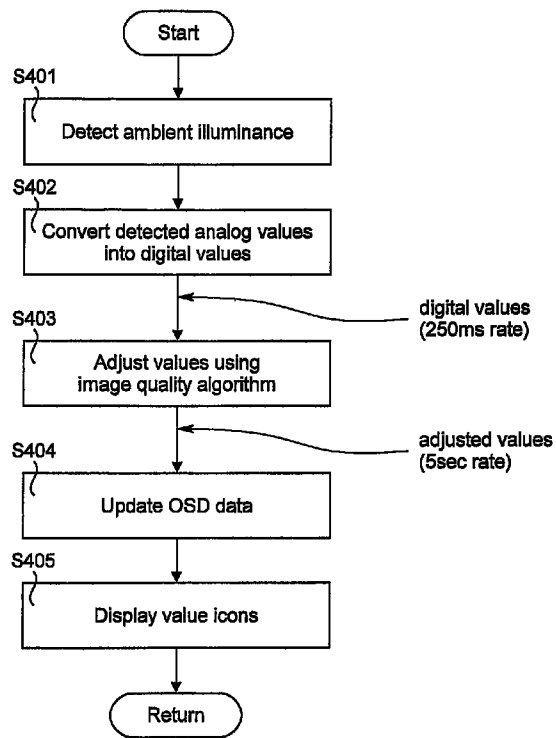 Start
S401
Detect ambient illuminance
S402
Convert detected analog values
into digital values
digital values
(250ms rate)
S403
Adjust values using
image quality algorithm
adjusted values
(5sec rate)
S404
Update OSD data
S405
Display value icons
Return